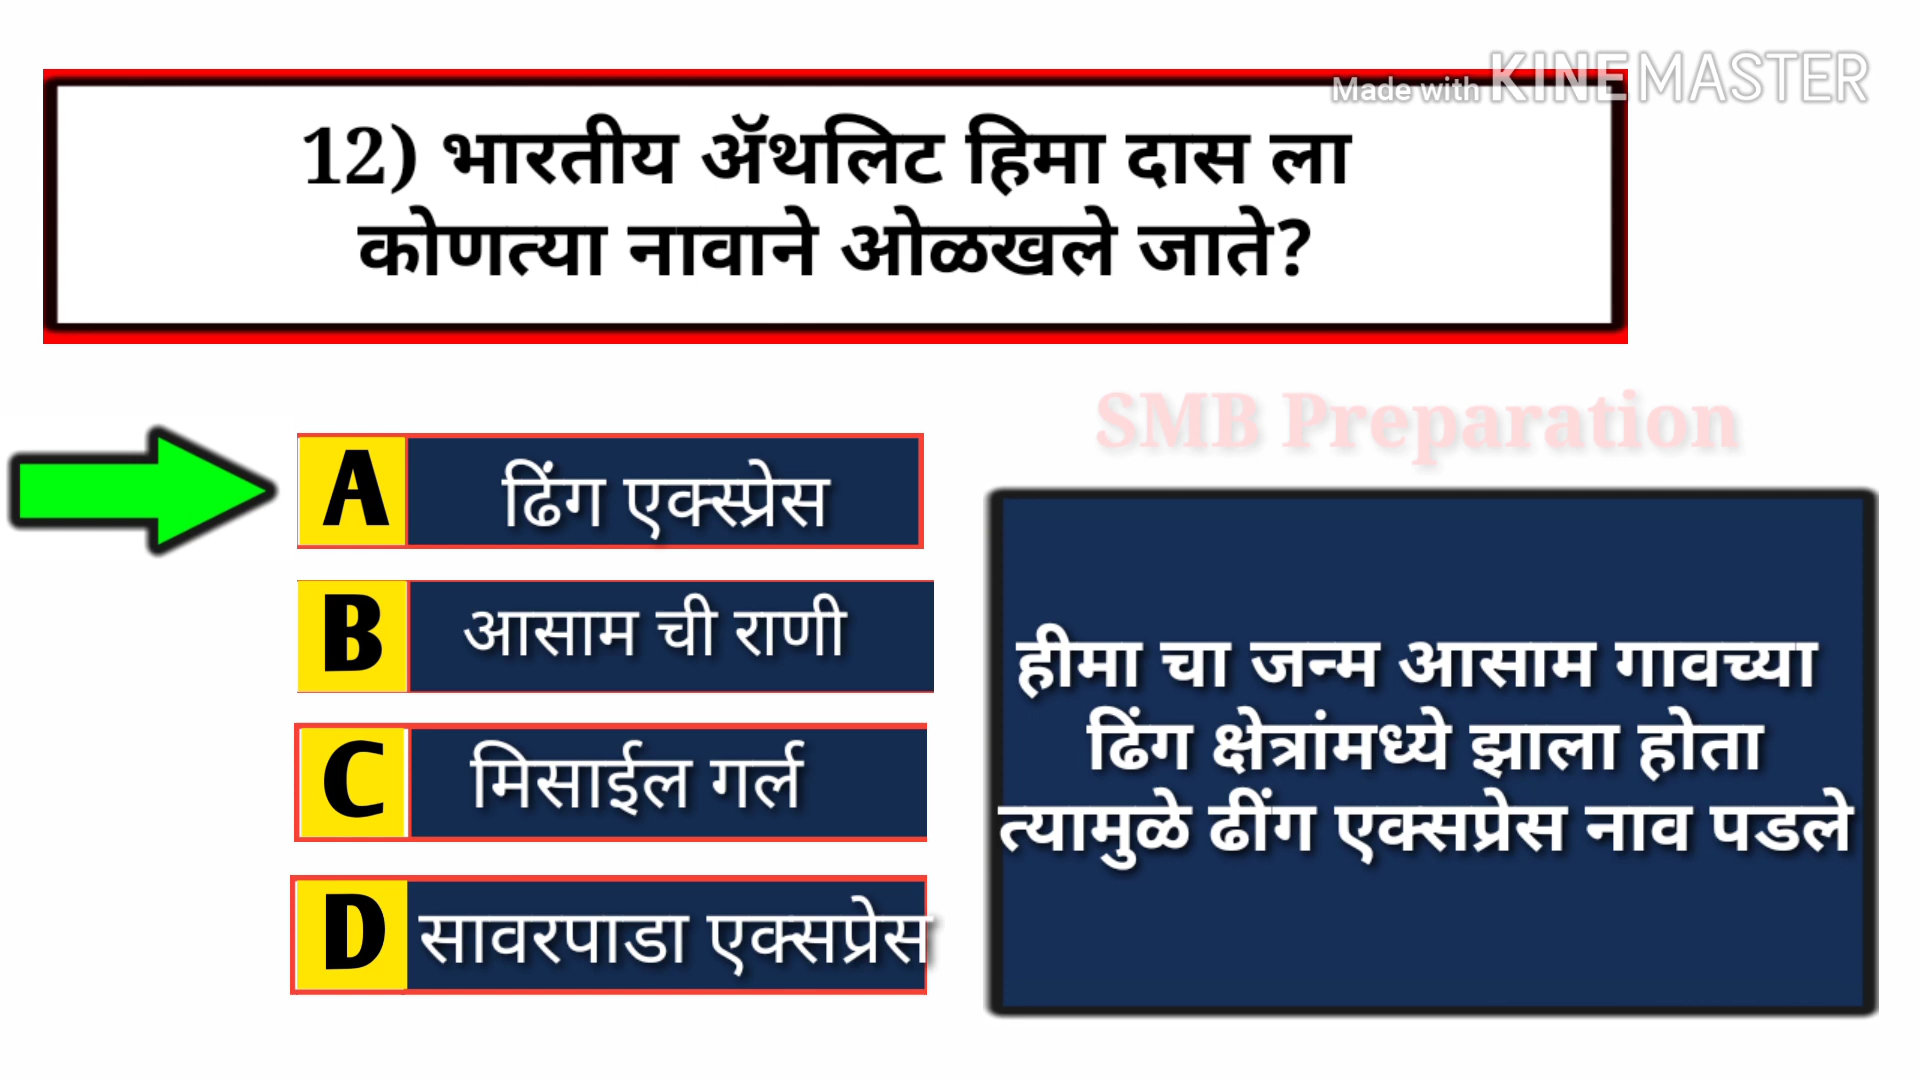 Made with KINEMASTER
12) भारतीय ॲथलिट हिमा दास ला
कोणत्या नावाने ओळखले जाते?
SMB Preparation
A ढिंग एक्स्प्रेस
B आसाम ची राणी
C मिसाईल गर्ल
D सावरपाडा एक्सप्रेस
हीमा चा जन्म आसाम गावच्या
ढिंग क्षेत्रांमध्ये झाला होता
त्यामुळे ढींग एक्सप्रेस नाव पडले